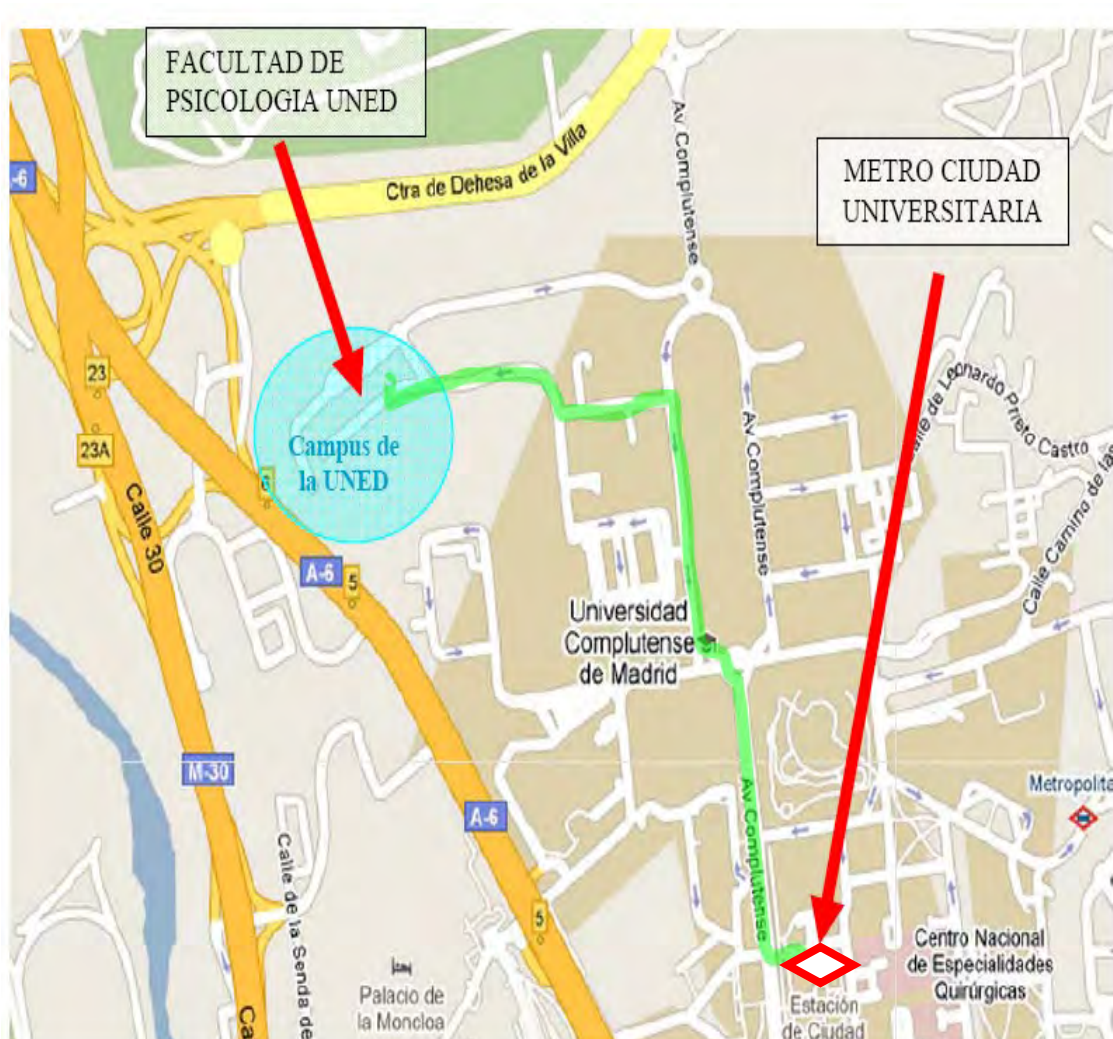 FACULTAD DE
PSICOLOGIA UNED
METRO CIUDAD
UNIVERSITARIA
Av Complutense
Ctra de Dehesa de la Villa
-6
Calle de Leonardo Prieto Castro
Calle Camino de las
23
23A
Campus de
la UNED
6
Av Complutense
Calle 30
A-6
5
Universidad
Complutense
de Madrid
M-30
A-6
Av Complutense
Metropolita
5
Calle de la Senda de
Palacio de
la Moncloa
Centro Nacional
de Especialidades
Quirúrgicas
Estación
de Ciudad
Ca